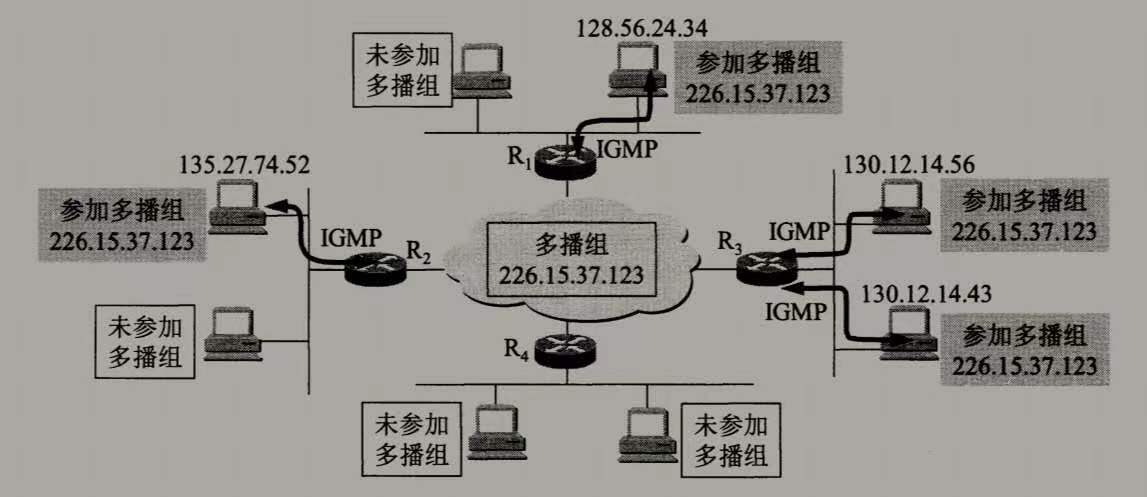 128.56.24.34
未参加
多播组
参加多播组
226.15.37.123
R1
IGMP
135.27.74.52
参加多播组
226.15.37.123
IGMP
R2
未参加
多播组
多播组
226.15.37.123
R3
130.12.14.56
IGMP
参加多播组
226.15.37.123
IGMP
130.12.14.43
参加多播组
226.15.37.123
R4
未参加
多播组
未参加
多播组